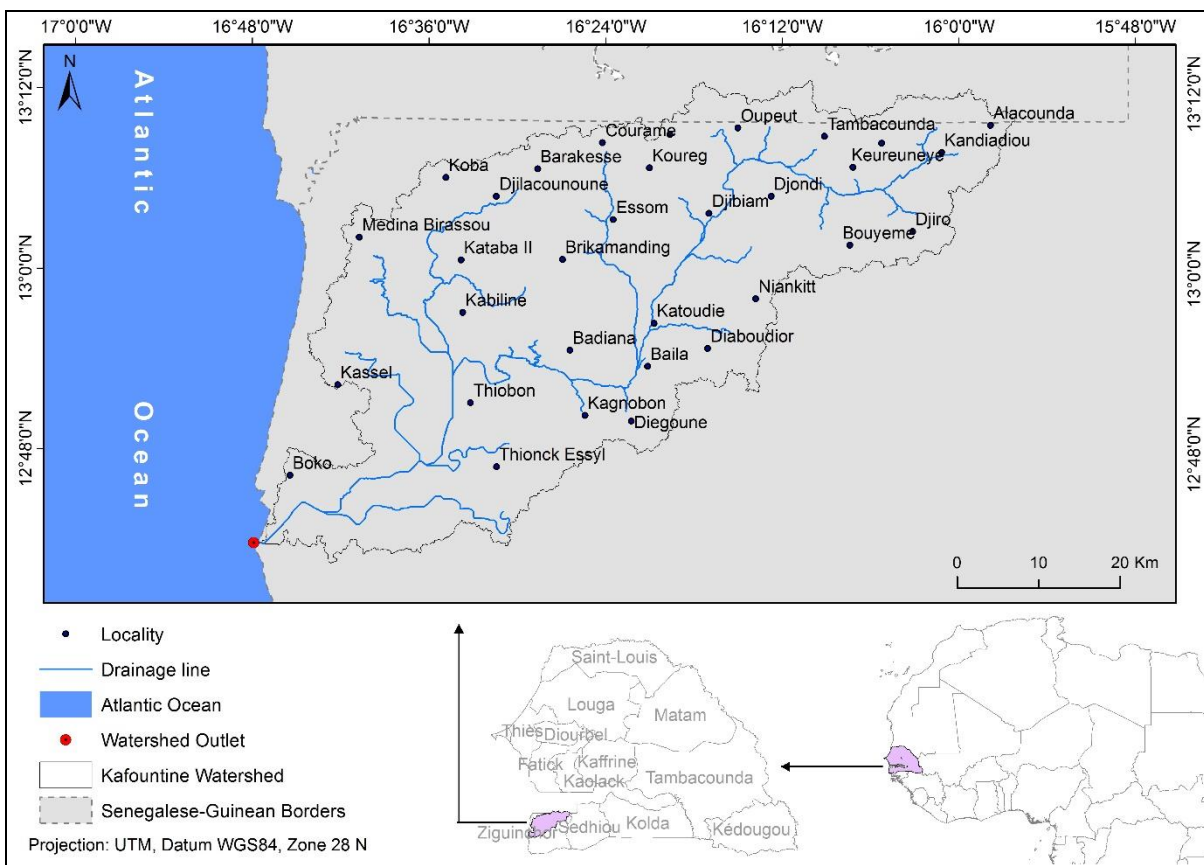 17°0'0"W 16°48'0"W 16°36'0"W 16°24'0"W 16°12'0"W 16°0'0"W 15°48'0"W
13°12'0"N
13°0'0"N
12°48'0"N
13°12'0"N
13°0'0"N
12°48'0"N
N
Atlantic
Ocean
Alacounda
Oupeut
Tambacounda
Courame
Kandiadiou
Barakesse
Koureg
Keureuneye
Koba
Djilacounoune
Djondi
Essom
Djibiam
Medina Birassou
Djiro
Bouyeme
Kataba II
Brikamanding
Niankitt
Kabiline
Katoudie
Badiana
Diaboudior
Baila
Kassel
Thiobon
Kagnobon
Diegoune
Thionck Essyl
Boko
0 10 20 Km
Locality
Drainage line
Atlantic Ocean
Watershed Outlet
Kafountine Watershed
Senegalese-Guinean Borders
Projection: UTM, Datum WGS84, Zone 28 N
Saint-Louis
Louga
Matam
Thiès
Diourbel
Fatick
Kaffrine
Kaolack
Tambacounda
Ziguinchor
Sedhiou
Kolda
Kédougou